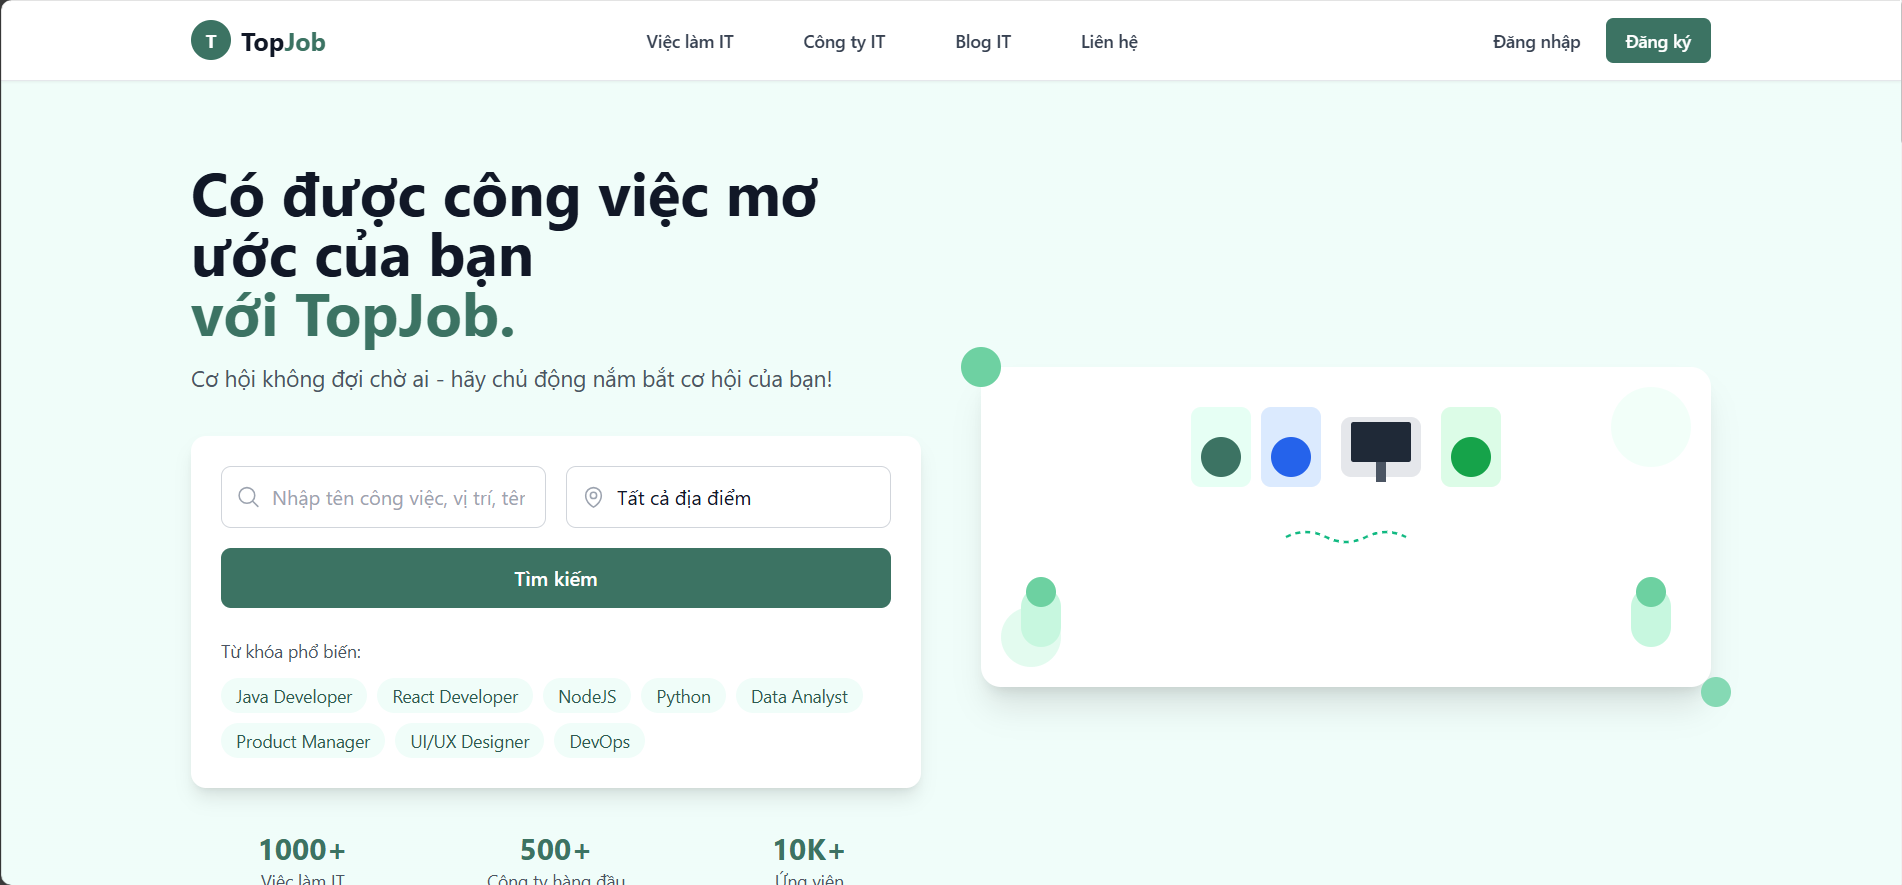 T TopJob
Việc làm IT
Công ty IT
Blog IT
Liên hệ
Đăng nhập
Đăng ký
Có được công việc mơ
ước của bạn
với TopJob.
Cơ hội không đợi chờ ai - hãy chủ động nắm bắt cơ hội của bạn!
Nhập tên công việc, vị trí, tên
Tất cả địa điểm
Tìm kiếm
Từ khóa phổ biến:
Java Developer
React Developer
NodeJS
Python
Data Analyst
Product Manager
UI/UX Designer
DevOps
1000+
500+
10K+
Việc làm IT
Công ty hàng đầu
Ứng viên